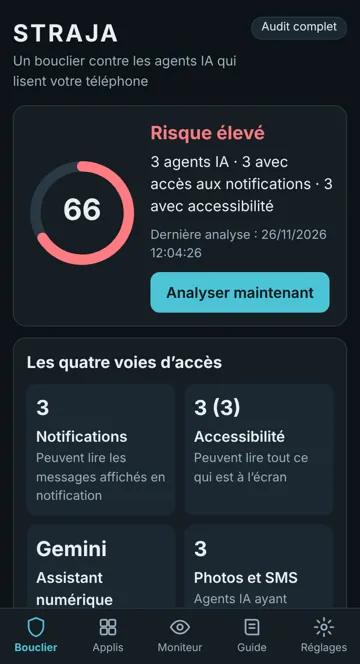 STRAJA
Audit complet
Un bouclier contre les agents IA qui
lisent votre téléphone
Risque élevé
3 agents IA · 3 avec
accès aux notifications · 3
avec accessibilité
66
Dernière analyse : 26/11/2026
12:04:26
Analyser maintenant
Les quatre voies d’accès
3
Notifications
Peuvent lire les
messages affichés en
notification
3 (3)
Accessibilité
Peuvent lire tout ce
qui est à l’écran
Gemini
Assistant
numérique
3
Photos et SMS
Agents IA ayant
Bouclier
Applis
Moniteur
Guide
Réglages